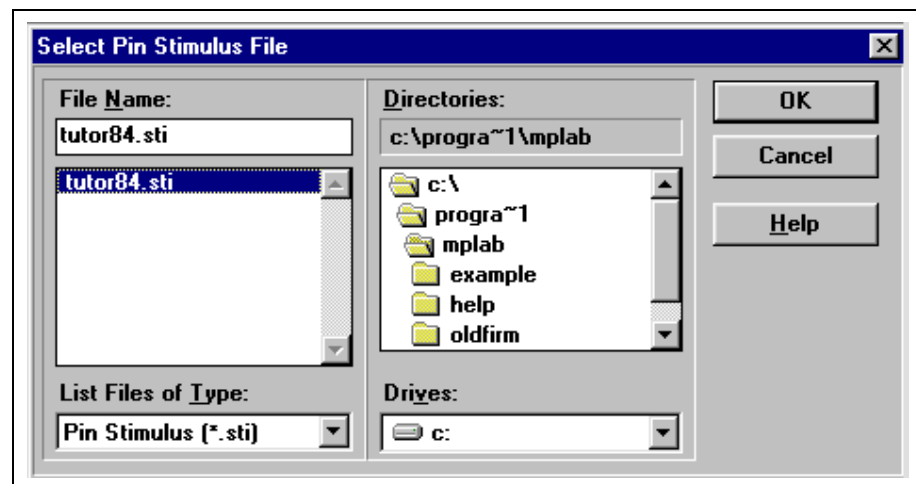 Select Pin Stimulus File
File Name:
tutor84.sti
tutor84.sti
List Files of Type:
Pin Stimulus (*.sti)
Directories:
c:\progra~1\mplab
c:\
progra~1
mplab
example
help
oldfirm
Drives:
c:
OK
Cancel
Help